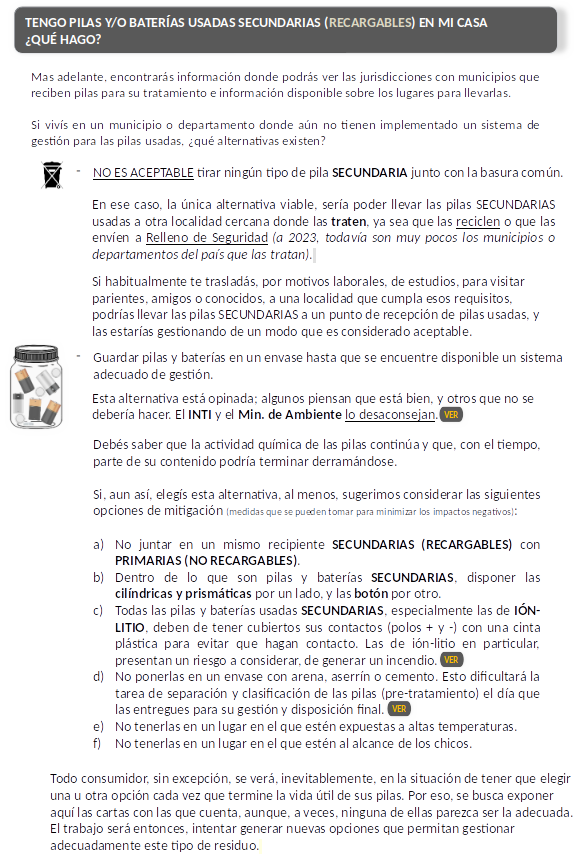 TENGO PILAS Y/O BATERÍAS USADAS SECUNDARIAS (RECARGABLES) EN MI CASA
¿QUÉ HAGO?
Mas adelante, encontrarás información donde podrás ver las jurisdicciones con municipios que
reciben pilas para su tratamiento e información disponible sobre los lugares para llevarlas.
Si vivís en un municipio o departamento donde aún no tienen implementado un sistema de
gestión para las pilas usadas, ¿qué alternativas existen?
- NO ES ACEPTABLE tirar ningún tipo de pila SECUNDARIA junto con la basura común.
En ese caso, la única alternativa viable, sería poder llevar las pilas SECUNDARIAS
usadas a otra localidad cercana donde las traten, ya sea que las reciclen o que las
envíen a Relleno de Seguridad (a 2023, todavía son muy pocos los municipios o
departamentos del país que las tratan).
Si habitualmente te trasladás, por motivos laborales, de estudios, para visitar
parientes, amigos o conocidos, a una localidad que cumpla esos requisitos,
podrías llevar las pilas SECUNDARIAS a un punto de recepción de pilas usadas, y
las estarías gestionando de un modo que es considerado aceptable.
- Guardar pilas y baterías en un envase hasta que se encuentre disponible un sistema
adecuado de gestión.
Esta alternativa está opinada; algunos piensan que está bien, y otros que no se
debería hacer. El INTI y el Min. de Ambiente lo desaconsejan. VER
Debés saber que la actividad química de las pilas continúa y que, con el tiempo,
parte de su contenido podría terminar derramándose.
Si, aun así, elegís esta alternativa, al menos, sugerimos considerar las siguientes
opciones de mitigación (medidas que se pueden tomar para minimizar los impactos negativos):
a) No juntar en un mismo recipiente SECUNDARIAS (RECARGABLES) con
PRIMARIAS (NO RECARGABLES).
b) Dentro de lo que son pilas y baterías SECUNDARIAS, disponer las
cilíndricas y prismáticas por un lado, y las botón por otro.
c) Todas las pilas y baterías usadas SECUNDARIAS, especialmente las de IÓN-
LITIO, deben de tener cubiertos sus contactos (polos + y -) con una cinta
plástica para evitar que hagan contacto. Las de ión-litio en particular,
presentan un riesgo a considerar, de generar un incendio. VER
d) No ponerlas en un envase con arena, aserrín o cemento. Esto dificultará la
tarea de separación y clasificación de las pilas (pre-tratamiento) el día que
las entregues para su gestión y disposición final. VER
e) No tenerlas en un lugar en el que estén expuestas a altas temperaturas.
f) No tenerlas en un lugar en el que estén al alcance de los chicos.
Todo consumidor, sin excepción, se verá, inevitablemente, en la situación de tener que elegir
una u otra opción cada vez que termine la vida útil de sus pilas. Por eso, se busca exponer
aquí las cartas con las que cuenta, aunque, a veces, ninguna de ellas parezca ser la adecuada.
El trabajo será entonces, intentar generar nuevas opciones que permitan gestionar
adecuadamente este tipo de residuo.